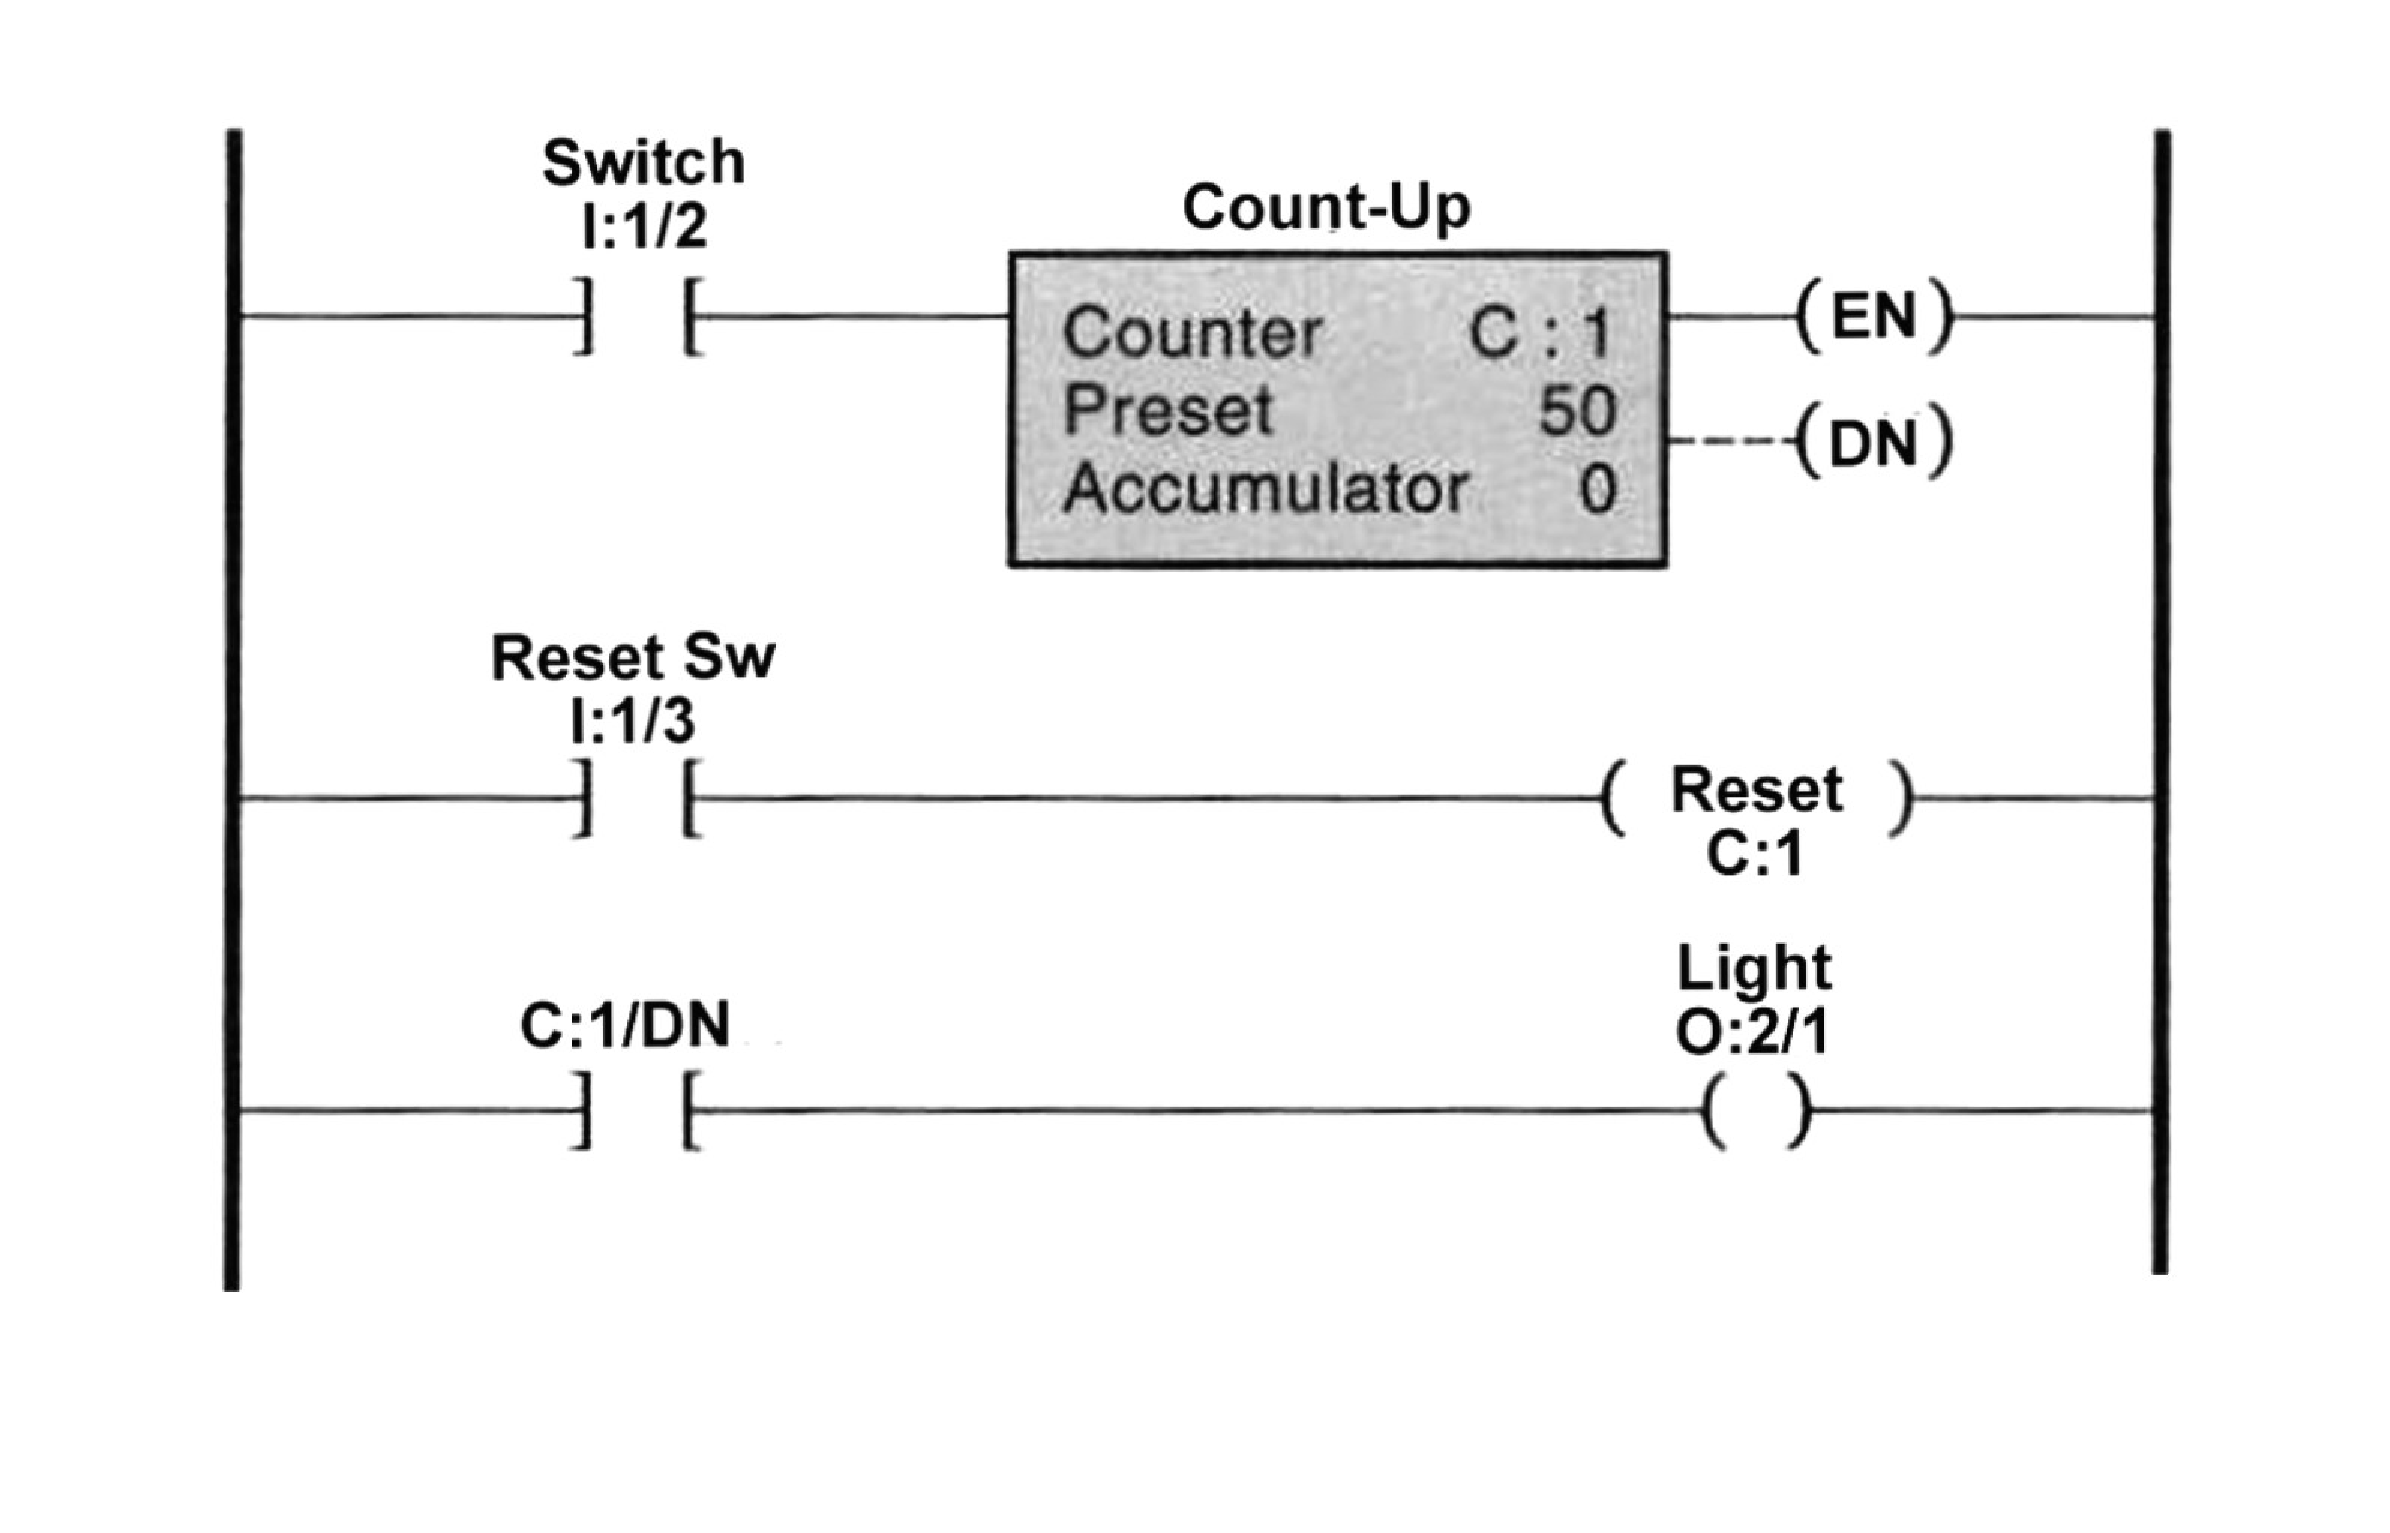 Switch
I:1/2
Count-Up
Counter C : 1
Preset 50
Accumulator 0
(EN)
(DN)
Reset Sw
I:1/3
Reset
C:1
C:1/DN
Light
O:2/1